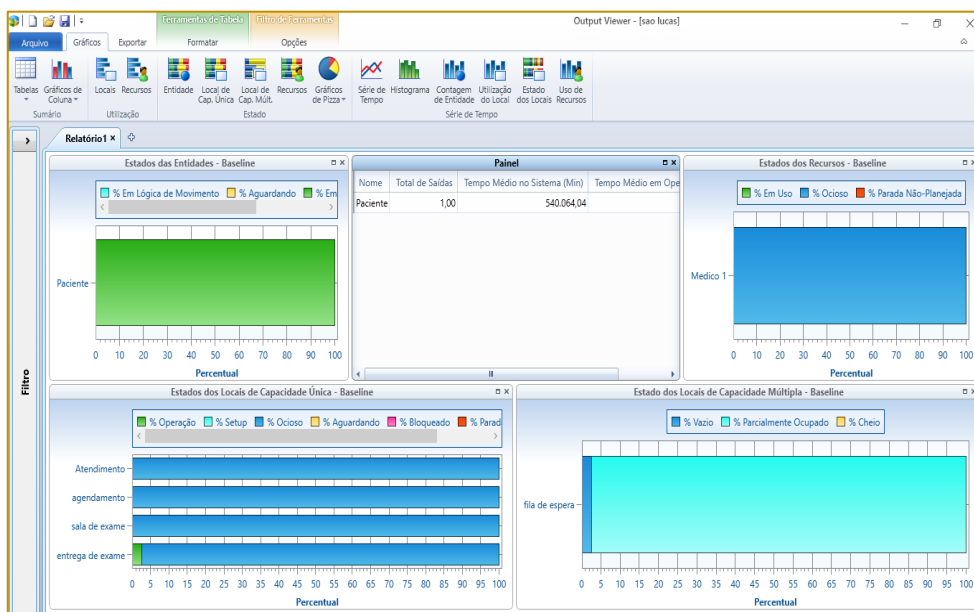 Ferramentas de Tabela Filtro de Ferramentas Output Viewer - [sao lucas]
Arquivo Gráficos Exportar Formatar Opções
Tabelas Gráficos de Coluna Locais Recursos Entidade Local de Cap. Única Local de Cap. Múlt. Recursos Gráficos de Pizza Série de Tempo Histograma Contagem de Entidade Utilização do Local Estado dos Locais Uso de Recursos
Sumário Utilização Estado Série de Tempo
Relatório1
Filtro
Estados das Entidades - Baseline
% Em Lógica de Movimento % Aguardando % Em
Paciente
0 10 20 30 40 50 60 70 80 90 100
Percentual
Painel
Nome Total de Saídas Tempo Médio no Sistema (Min) Tempo Médio em Ope
Paciente 1,00 540.064,04
Estados dos Recursos - Baseline
% Em Uso % Ocioso % Parada Não-Planejada
Medico 1
0 10 20 30 40 50 60 70 80 90 100
Percentual
Estados dos Locais de Capacidade Única - Baseline
% Operação % Setup % Ocioso % Aguardando % Bloqueado % Parad
Atendimento
agendamento
sala de exame
entrega de exame
0 5 10 15 20 25 30 35 40 45 50 55 60 65 70 75 80 85 90 95 100
Percentual
Estado dos Locais de Capacidade Múltipla - Baseline
% Vazio % Parcialmente Ocupado % Cheio
fila de espera
0 5 10 15 20 25 30 35 40 45 50 55 60 65 70 75 80 85 90 95 100
Percentual